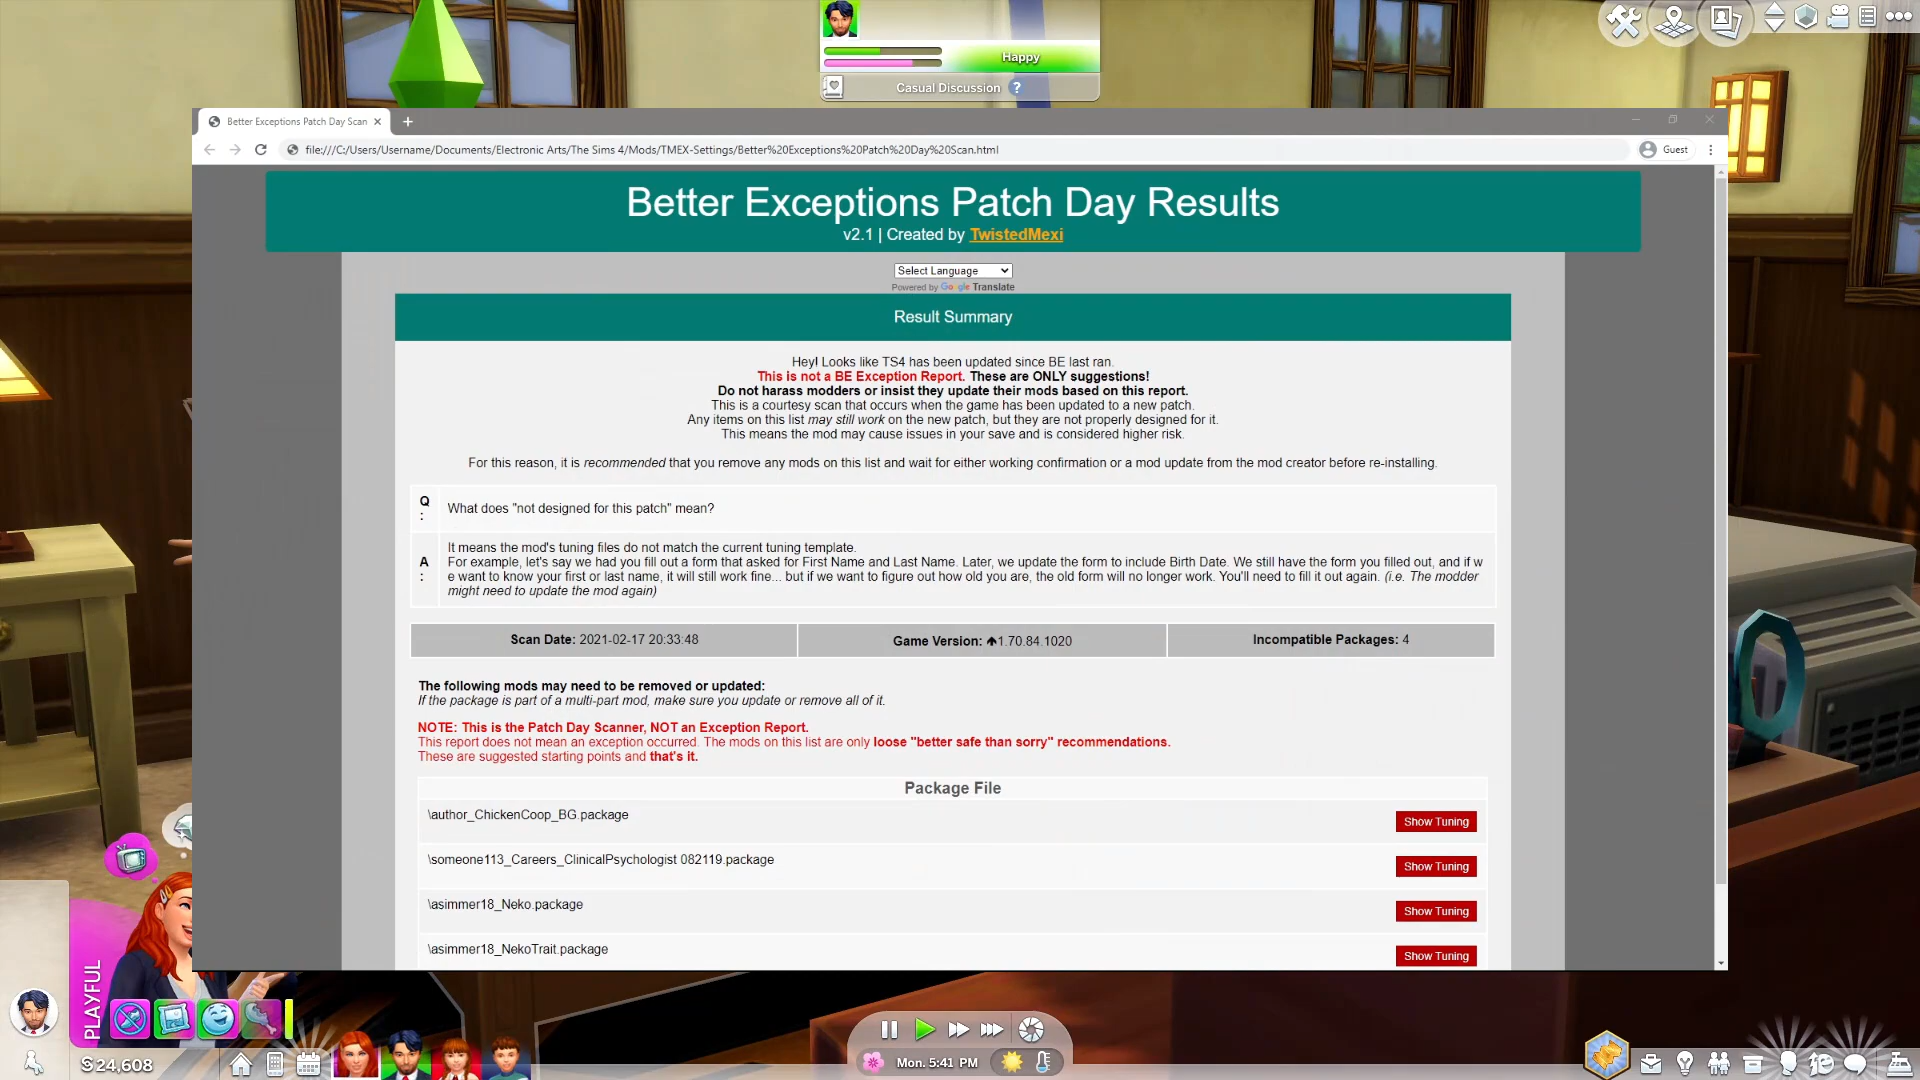 Happy
Casual Discussion ?
Better Exceptions Patch Day Scan
file:///C:/Users/Username/Documents/Electronic Arts/The Sims 4/Mods/TMEX-Settings/Better%20Exceptions%20Patch%20Day%20Scan.html
Guest
Better Exceptions Patch Day Results
v2.1 | Created by TwistedMexi
Select Language
Powered by Google Translate
Result Summary
Hey! Looks like TS4 has been updated since BE last ran.
This is not a BE Exception Report. These are ONLY suggestions!
Do not harass modders or insist they update their mods based on this report.
This is a courtesy scan that occurs when the game has been updated to a new patch.
Any items on this list may still work on the new patch, but they are not properly designed for it.
This means the mod may cause issues in your save and is considered higher risk.
For this reason, it is recommended that you remove any mods on this list and wait for either working confirmation or a mod update from the mod creator before re-installing.
Q
:
What does "not designed for this patch" mean?
A
:
It means the mod's tuning files do not match the current tuning template.
For example, let's say we had you fill out a form that asked for First Name and Last Name. Later, we update the form to include Birth Date. We still have the form you filled out, and if w
e want to know your first or last name, it will still work fine... but if we want to figure out how old you are, the old form will no longer work. You'll need to fill it out again. (i.e. The modder
might need to update the mod again)
Scan Date: 2021-02-17 20:33:48
Game Version: 1.70.84.1020
Incompatible Packages: 4
The following mods may need to be removed or updated:
If the package is part of a multi-part mod, make sure you update or remove all of it.
NOTE: This is the Patch Day Scanner, NOT an Exception Report.
This report does not mean an exception occurred. The mods on this list are only loose "better safe than sorry" recommendations.
These are suggested starting points and that's it.
Package File
\author_ChickenCoop_BG.package
Show Tuning
\someone113_Careers_ClinicalPsychologist 082119.package
Show Tuning
\asimmer18_Neko.package
Show Tuning
\asimmer18_NekoTrait.package
Show Tuning
PLAYFUL
§24,608
Mon. 5:41 PM